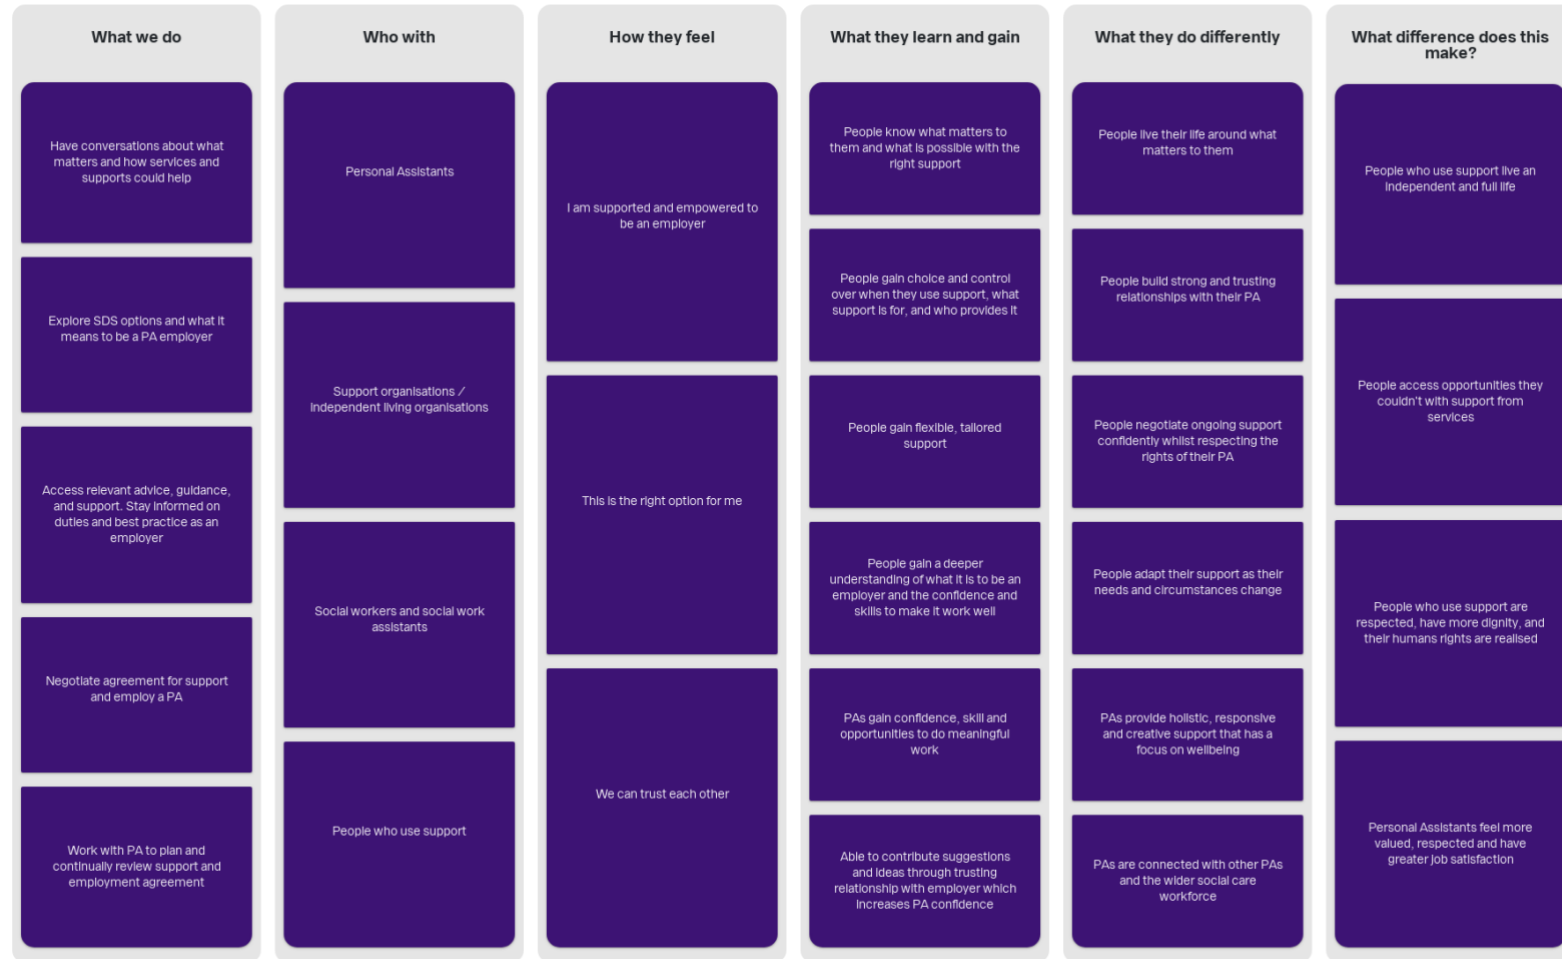 What we do
Have conversations about what
matters and how services and
supports could help
Explore SDS options and what it
means to be a PA employer
Access relevant advice, guidance,
and support. Stay informed on
duties and best practice as an
employer
Negotiate agreement for support
and employ a PA
Work with PA to plan and
continually review support and
employment agreement
Who with
Personal Assistants
Support organisations /
independent living organisations
Social workers and social work
assistants
People who use support
How they feel
I am supported and empowered to
be an employer
This is the right option for me
We can trust each other
What they learn and gain
People know what matters to
them and what is possible with the
right support
People gain choice and control
over when they use support, what
support is for, and who provides it
People gain flexible, tailored
support
People gain a deeper
understanding of what it is to be an
employer and the confidence and
skills to make it work well
PAs gain confidence, skill and
opportunities to do meaningful
work
Able to contribute suggestions
and ideas through trusting
relationship with employer which
increases PA confidence
What they do differently
People live their life around what
matters to them
People build strong and trusting
relationships with their PA
People negotiate ongoing support
confidently whilst respecting the
rights of their PA
People adapt their support as their
needs and circumstances change
PAs provide holistic, responsive
and creative support that has a
focus on wellbeing
PAs are connected with other PAs
and the wider social care
workforce
What difference does this
make?
People who use support live an
independent and full life
People access opportunities they
couldn't with support from
services
People who use support are
respected, have more dignity, and
their humans rights are realised
Personal Assistants feel more
valued, respected and have
greater job satisfaction